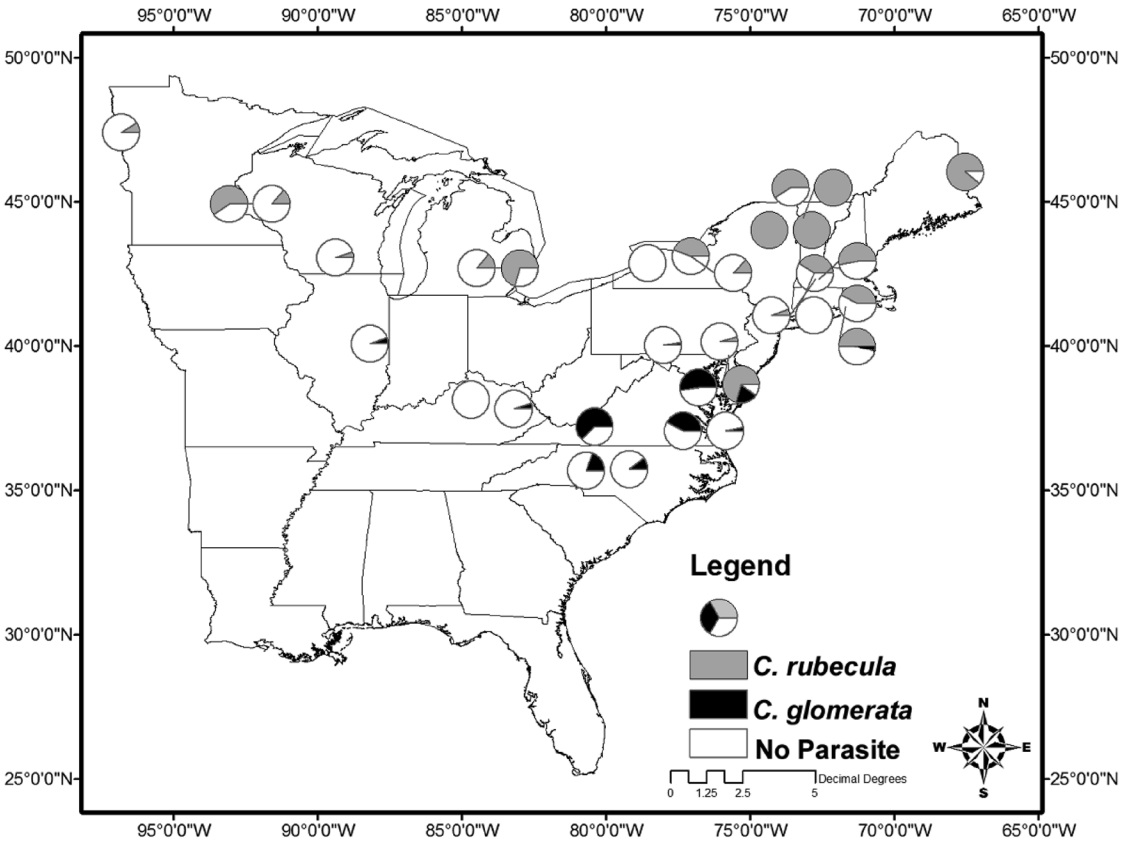 95°0'0"W 90°0'0"W 85°0'0"W 80°0'0"W 75°0'0"W 70°0'0"W 65°0'0"W
50°0'0"N 50°0'0"N
45°0'0"N 45°0'0"N
40°0'0"N 40°0'0"N
35°0'0"N 35°0'0"N
Legend
30°0'0"N 30°0'0"N
C. rubecula
C. glomerata
N
No Parasite
W E
Decimal Degrees
25°0'0"N 25°0'0"N
0 1.25 2.5 5
S
95°0'0"W 90°0'0"W 85°0'0"W 80°0'0"W 75°0'0"W 70°0'0"W 65°0'0"W